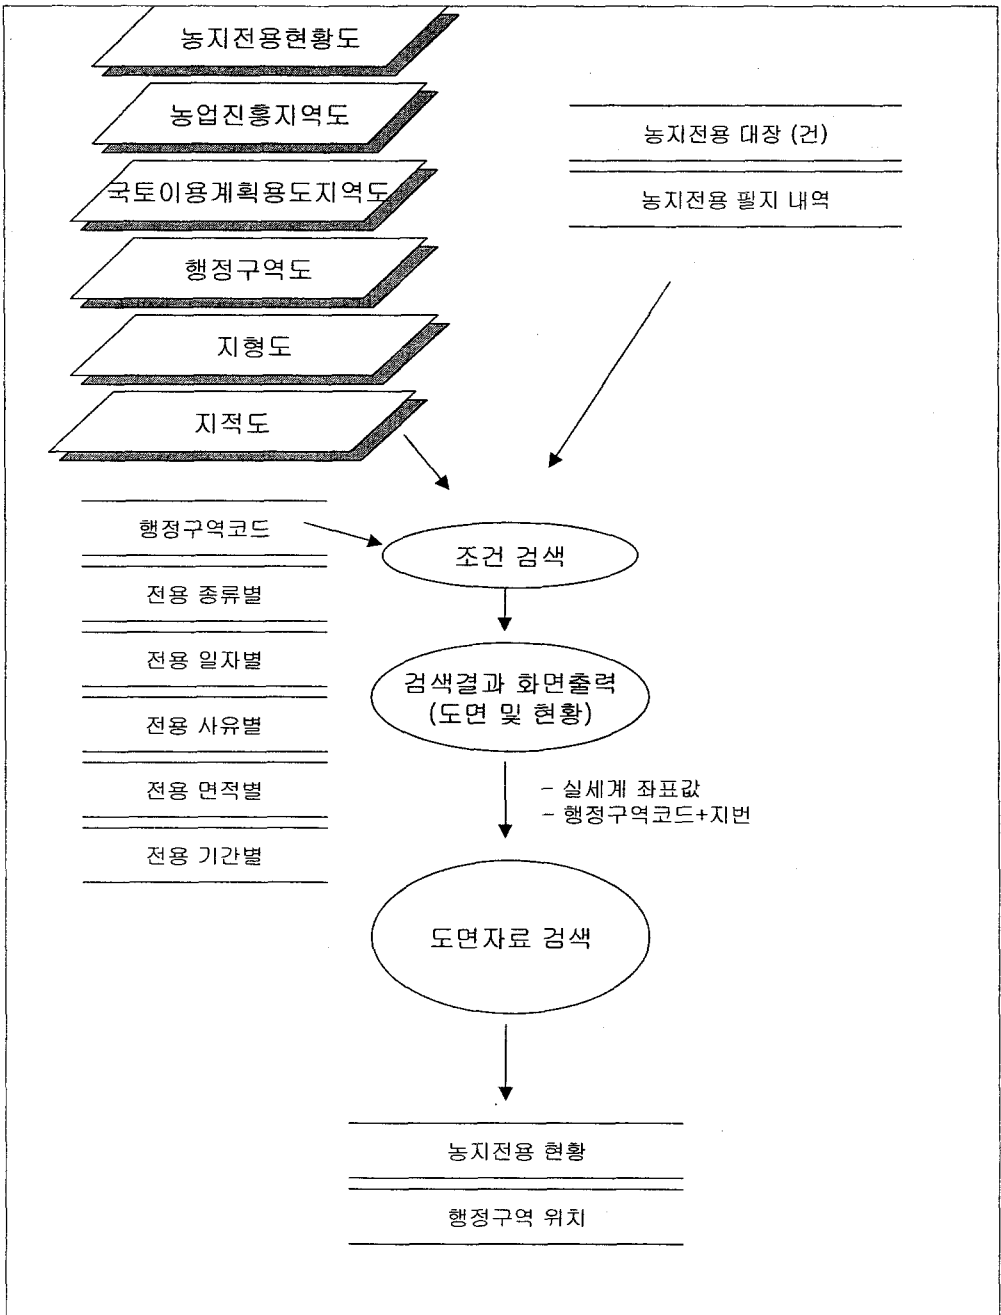 농지전용현황도
농업진흥지역도
국토이용계획용도지역도
행정구역도
지형도
지적도
농지전용 대장 (건)
농지전용 필지 내역
행정구역코드
전용 종류별
전용 일자별
전용 사유별
전용 면적별
전용 기간별
조건 검색
검색결과 화면출력
(도면 및 현황)
- 실세계 좌표값
- 행정구역코드+지번
도면자료 검색
농지전용 현황
행정구역 위치